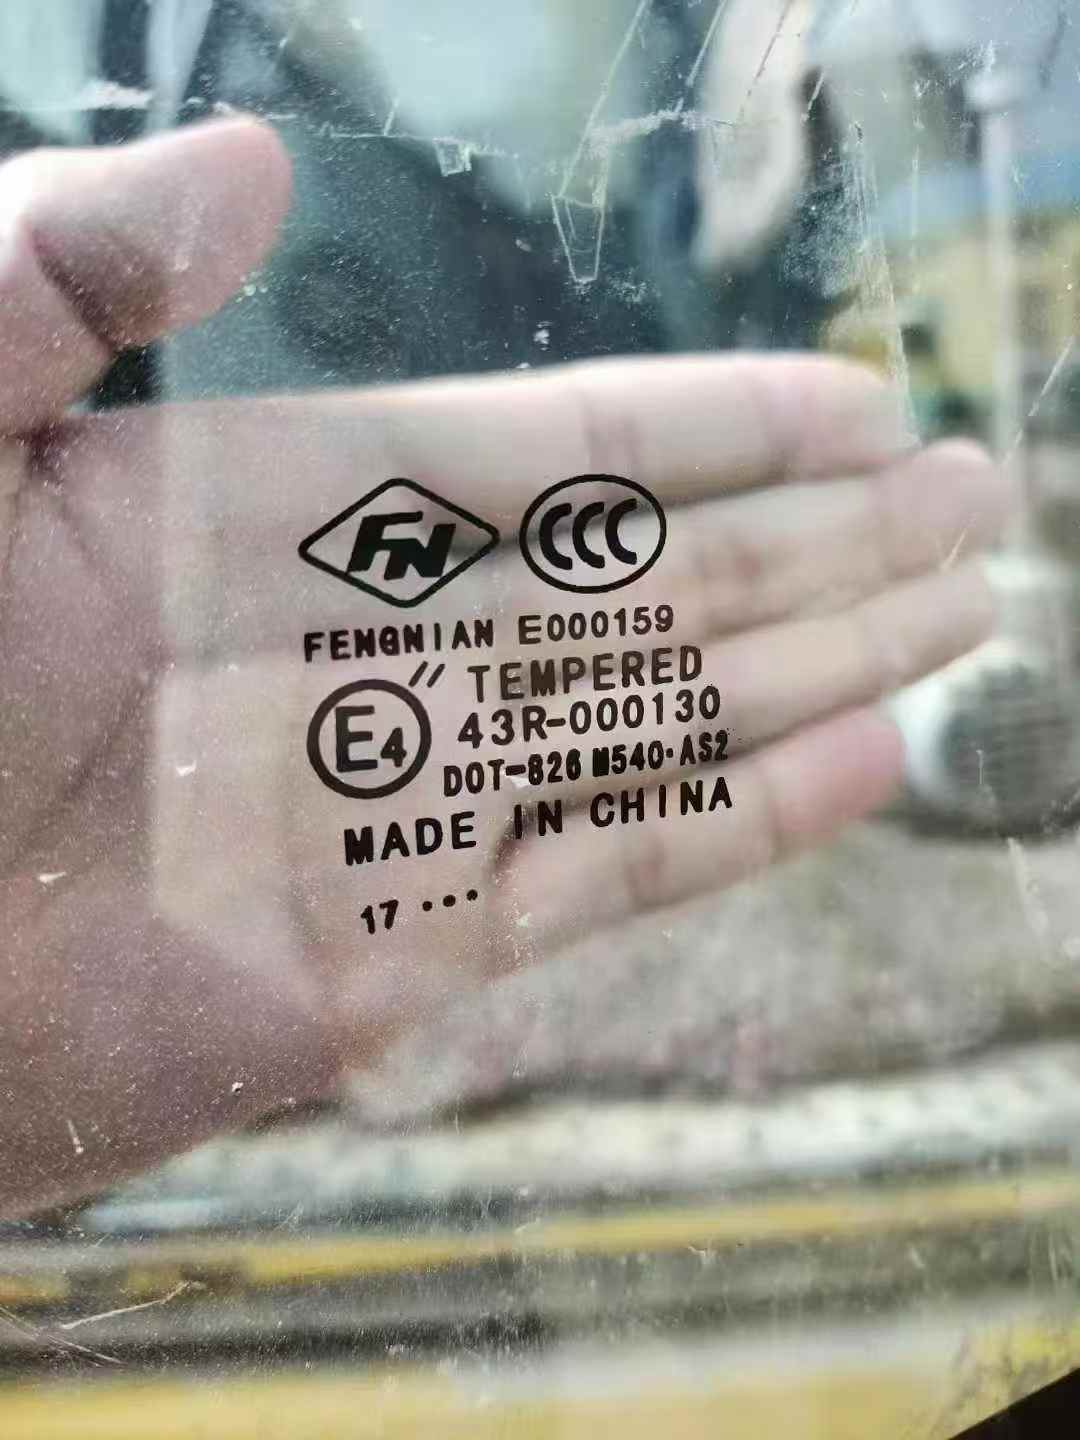 FN CCC
FENGNIAN E000159
〃 TEMPERED
E4 43R-000130
DOT-826 M540·AS2
MADE IN CHINA
17 •••